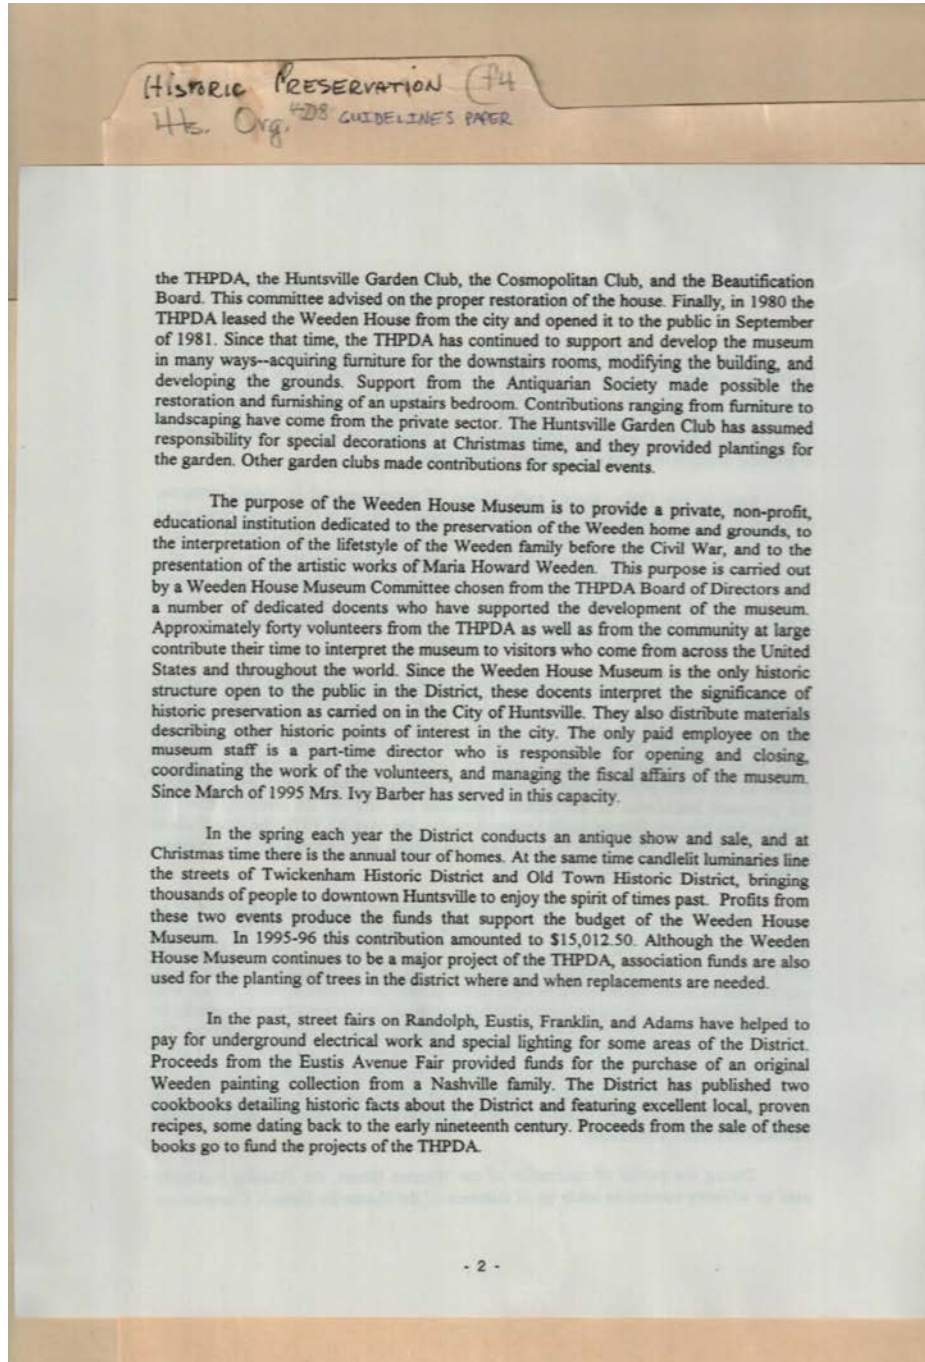 HISTORIC PRESERVATION (f4
Hs. Org. 4D8 GUIDELINES PAPER
the THPDA, the Huntsville Garden Club, the Cosmopolitan Club, and the Beautification
Board. This committee advised on the proper restoration of the house. Finally, in 1980 the
THPDA leased the Weeden House from the city and opened it to the public in September
of 1981. Since that time, the THPDA has continued to support and develop the museum
in many ways--acquiring furniture for the downstairs rooms, modifying the building, and
developing the grounds. Support from the Antiquarian Society made possible the
restoration and furnishing of an upstairs bedroom. Contributions ranging from furniture to
landscaping have come from the private sector. The Huntsville Garden Club has assumed
responsibility for special decorations at Christmas time, and they provided plantings for
the garden. Other garden clubs made contributions for special events.
The purpose of the Weeden House Museum is to provide a private, non-profit,
educational institution dedicated to the preservation of the Weeden home and grounds, to
the interpretation of the lifetstyle of the Weeden family before the Civil War, and to the
presentation of the artistic works of Maria Howard Weeden. This purpose is carried out
by a Weeden House Museum Committee chosen from the THPDA Board of Directors and
a number of dedicated docents who have supported the development of the museum.
Approximately forty volunteers from the THPDA as well as from the community at large
contribute their time to interpret the museum to visitors who come from across the United
States and throughout the world. Since the Weeden House Museum is the only historic
structure open to the public in the District, these docents interpret the significance of
historic preservation as carried on in the City of Huntsville. They also distribute materials
describing other historic points of interest in the city. The only paid employee on the
museum staff is a part-time director who is responsible for opening and closing,
coordinating the work of the volunteers, and managing the fiscal affairs of the museum.
Since March of 1995 Mrs. Ivy Barber has served in this capacity.
In the spring each year the District conducts an antique show and sale, and at
Christmas time there is the annual tour of homes. At the same time candlelit luminaries line
the streets of Twickenham Historic District and Old Town Historic District, bringing
thousands of people to downtown Huntsville to enjoy the spirit of times past. Profits from
these two events produce the funds that support the budget of the Weeden House
Museum. In 1995-96 this contribution amounted to $15,012.50. Although the Weeden
House Museum continues to be a major project of the THPDA, association funds are also
used for the planting of trees in the district where and when replacements are needed.
In the past, street fairs on Randolph, Eustis, Franklin, and Adams have helped to
pay for underground electrical work and special lighting for some areas of the District.
Proceeds from the Eustis Avenue Fair provided funds for the purchase of an original
Weeden painting collection from a Nashville family. The District has published two
cookbooks detailing historic facts about the District and featuring excellent local, proven
recipes, some dating back to the early nineteenth century. Proceeds from the sale of these
books go to fund the projects of the THPDA.
- 2 -